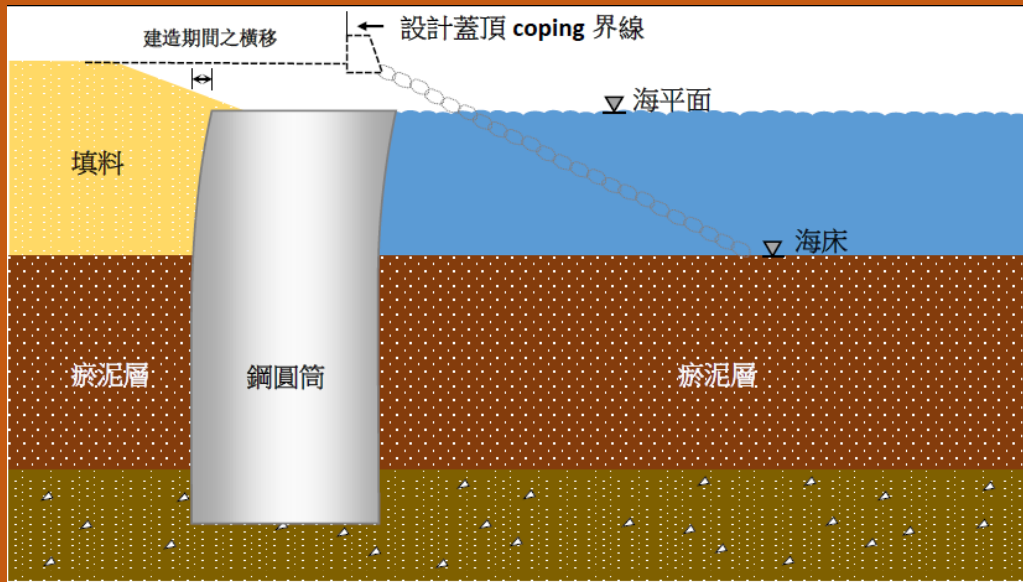 設計蓋頂 coping 界線
建造期間之橫移
海平面
填料
海床
瘀泥層
鋼圓筒
瘀泥層